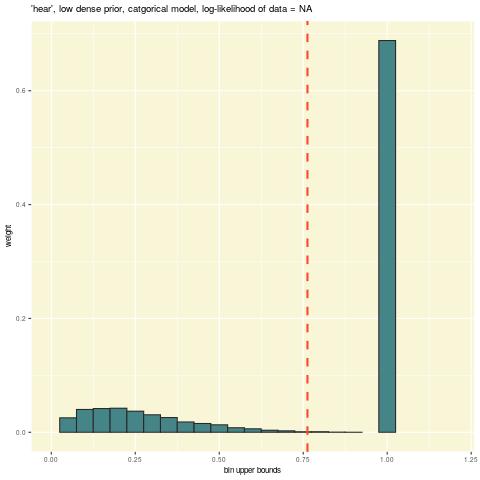 'hear', low dense prior, catgorical model, log-likelihood of data = NA
0.6
0.4
0.2
0.0
weight
0.00 0.25 0.50 0.75 1.00 1.25
bin upper bounds